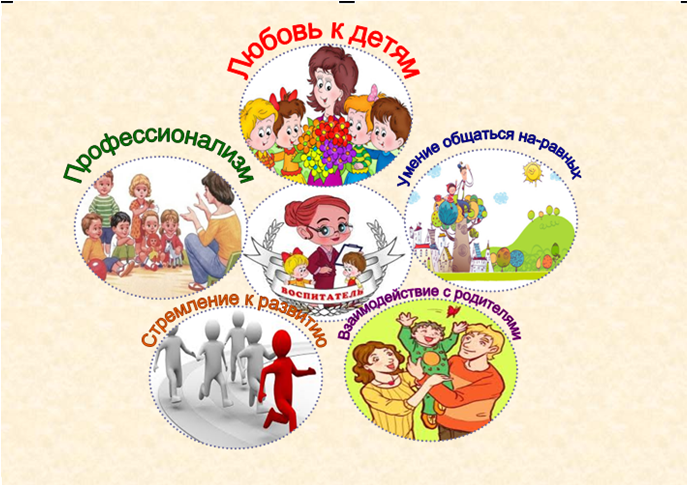 Любовь к детям
Профессионализм
Умение общаться на-равных
ВОСПИТАТЕЛЬ
Стремление к развитию
Взаимодействие с родителями